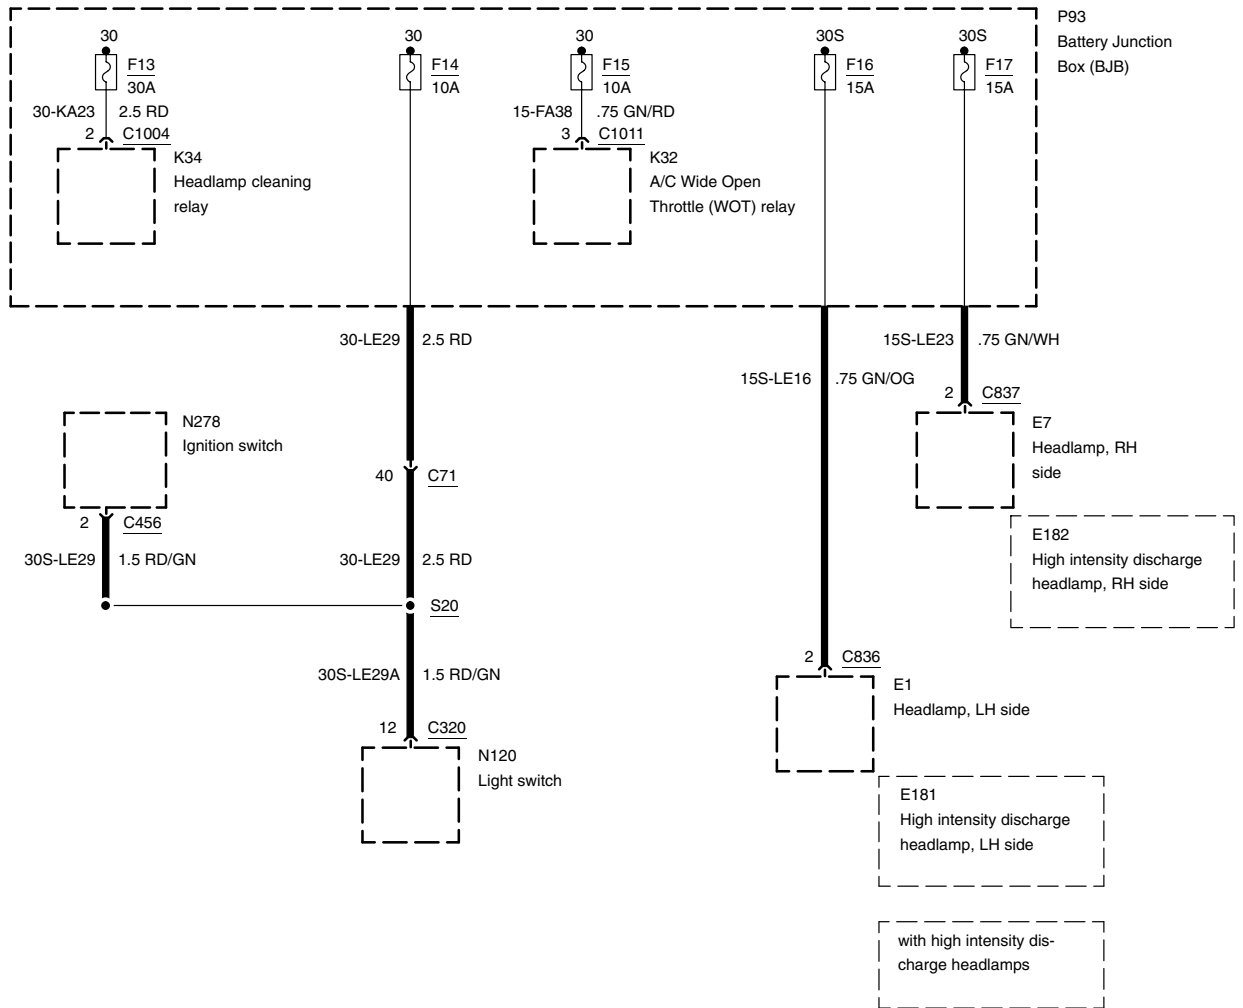 P93
Battery Junction
Box (BJB)
30
30
30
30S
30S
F13
30A
F14
10A
F15
10A
F16
15A
F17
15A
30-KA23 2.5 RD
15-FA38 .75 GN/RD
2 C1004
3 C1011
K34
Headlamp cleaning
relay
K32
A/C Wide Open
Throttle (WOT) relay
30-LE29 2.5 RD
15S-LE23 .75 GN/WH
15S-LE16 .75 GN/OG
2 C837
N278
Ignition switch
E7
Headlamp, RH
side
40 C71
2 C456
30S-LE29 1.5 RD/GN
30-LE29 2.5 RD
E182
High intensity discharge
headlamp, RH side
S20
2 C836
30S-LE29A 1.5 RD/GN
E1
Headlamp, LH side
12 C320
N120
Light switch
E181
High intensity discharge
headlamp, LH side
with high intensity dis-
charge headlamps